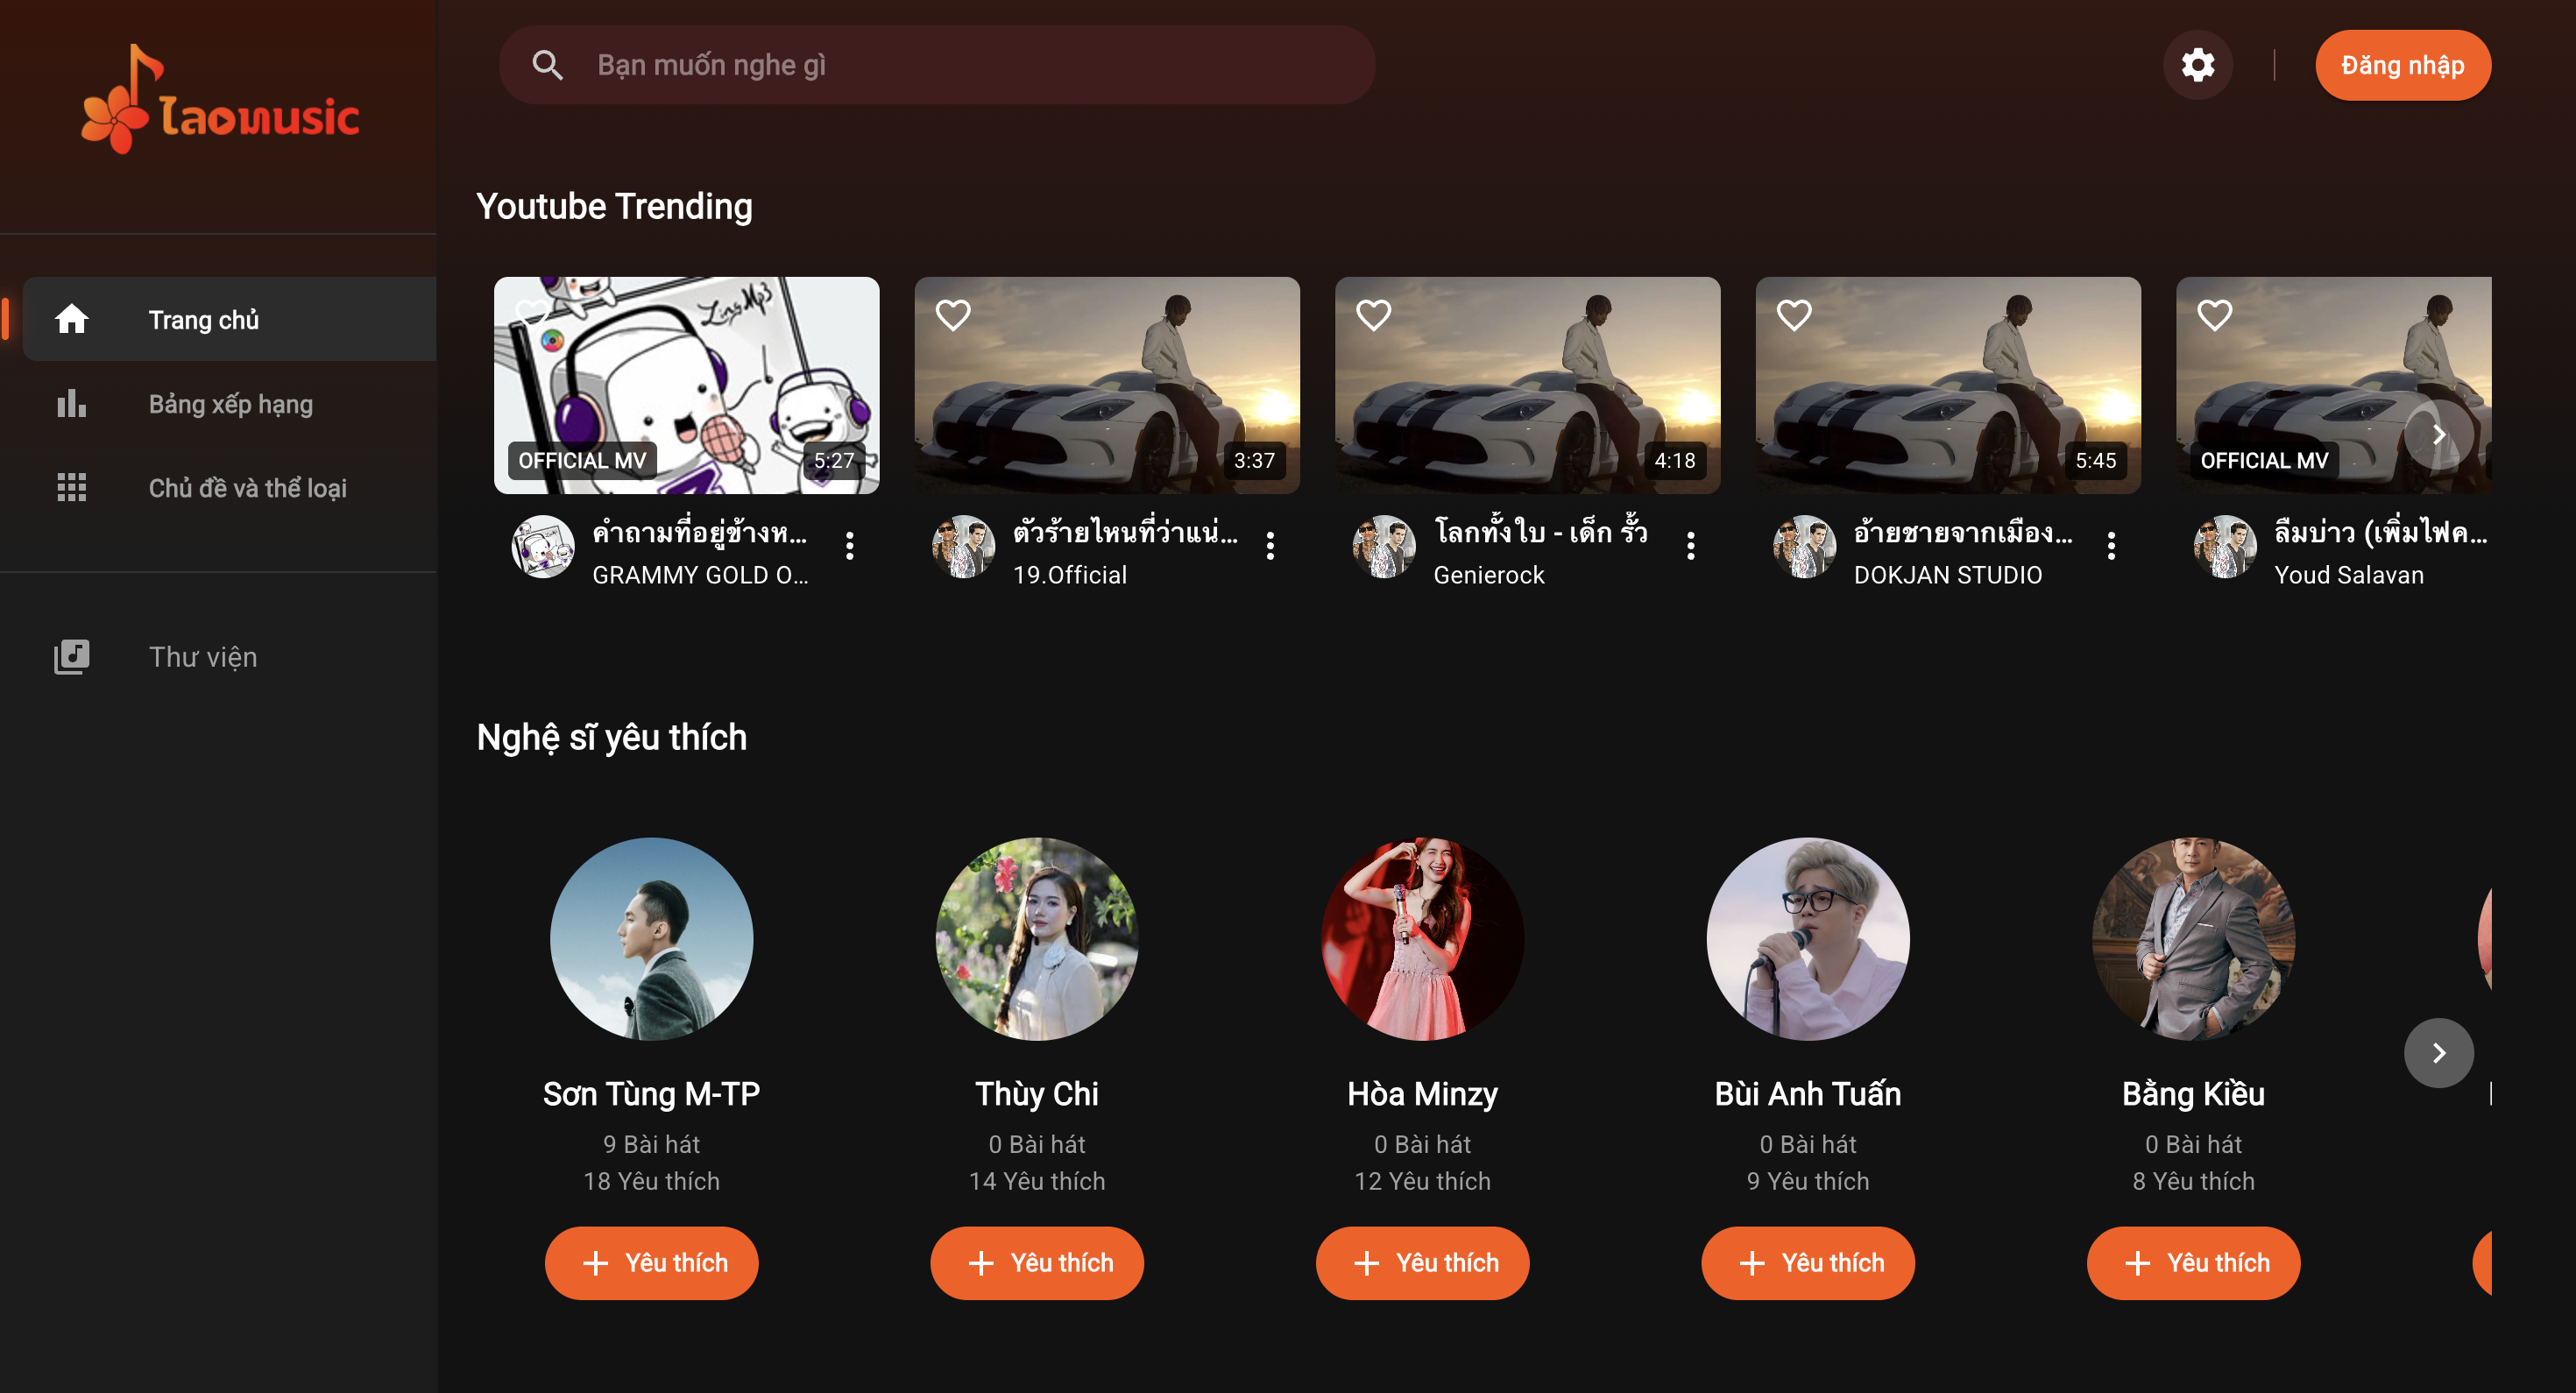 laomusic
Bạn muốn nghe gì
Đăng nhập
Trang chủ
Bảng xếp hạng
Chủ đề và thể loại
Thư viện
Youtube Trending
LingMp3
OFFICIAL MV
5:27
3:37
4:18
5:45
OFFICIAL MV
คำถามที่อยู่ข้างห...
GRAMMY GOLD O...
ตัวร้ายไหนที่ว่าแน่...
19.Official
โลกทั้งใบ - เด็ก รั้ว
Genierock
อ้ายชายจากเมือง...
DOKJAN STUDIO
ลืมบ่าว (เพิ่มไฟค...
Youd Salavan
Nghệ sĩ yêu thích
Sơn Tùng M-TP
9 Bài hát
18 Yêu thích
Yêu thích
Thùy Chi
0 Bài hát
14 Yêu thích
Yêu thích
Hòa Minzy
0 Bài hát
12 Yêu thích
Yêu thích
Bùi Anh Tuấn
0 Bài hát
9 Yêu thích
Yêu thích
Bằng Kiều
0 Bài hát
8 Yêu thích
Yêu thích